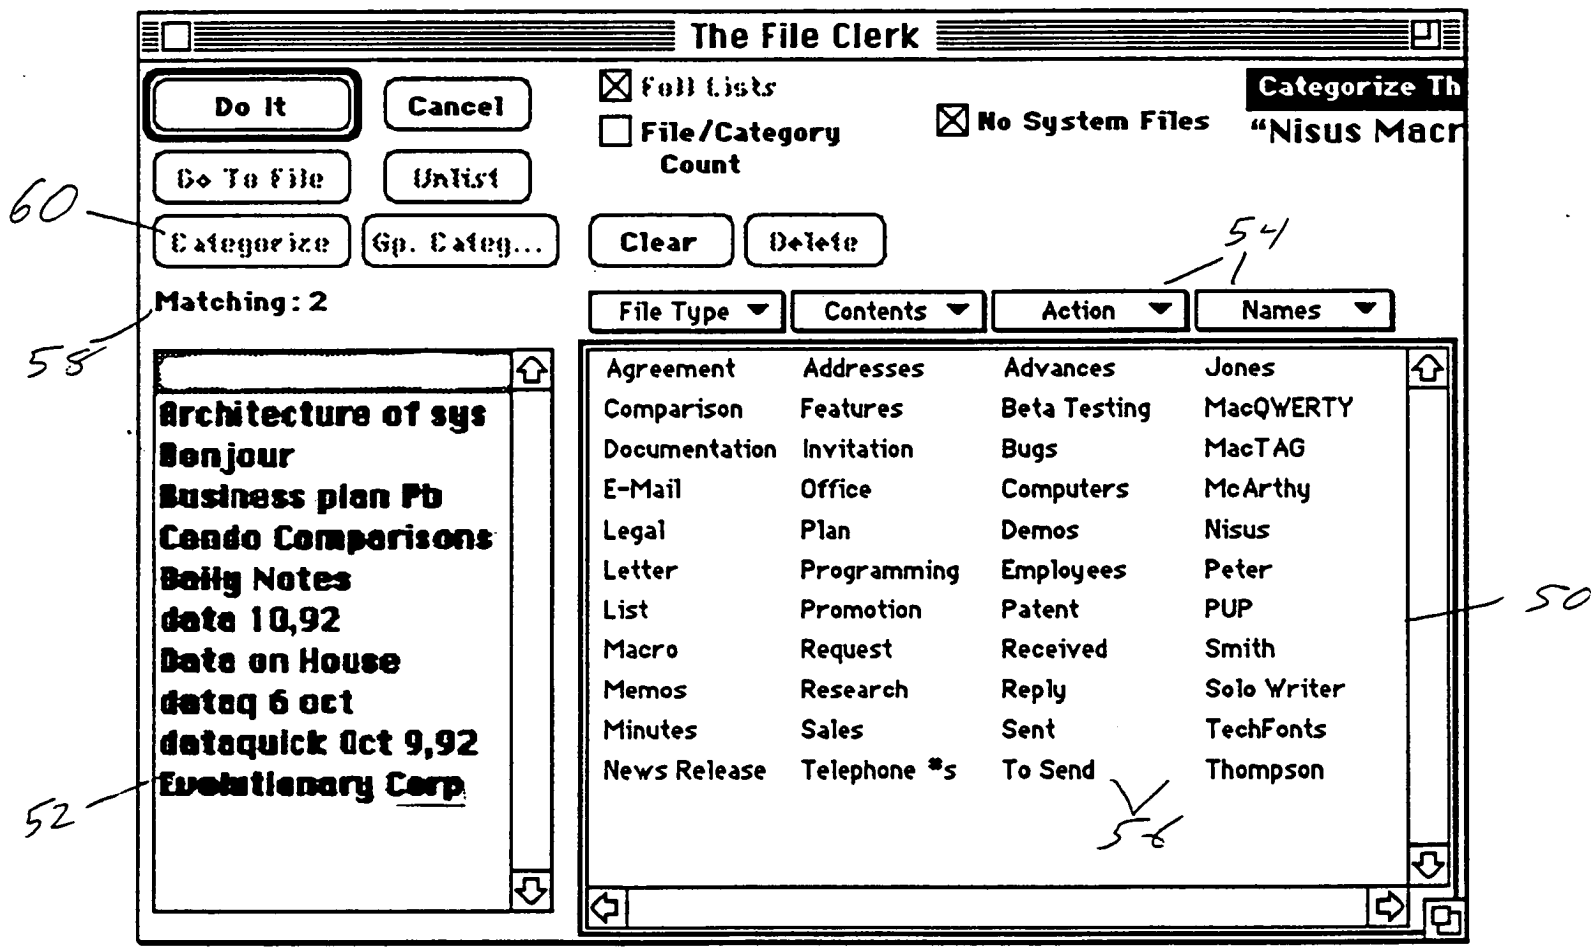 The File Clerk
Do It
Cancel
Full Lists
File/Category
Count
No System Files
Categorize Th
"Nisus Macr
Go To File
Unlist
60
Categorize
Gp. Categ...
Clear
Delete
54
Matching: 2
58
File Type
Contents
Action
Names
Agreement Addresses Advances Jones
Comparison Features Beta Testing MacQWERTY
Documentation Invitation Bugs MacTAG
E-Mail Office Computers McArthy
Legal Plan Demos Nisus
Letter Programming Employees Peter
List Promotion Patent PUP
Macro Request Received Smith
Memos Research Reply Solo Writer
Minutes Sales Sent TechFonts
News Release Telephone #s To Send Thompson
Architecture of sys
Bonjour
Business plan Pb
Condo Comparisons
Daily Notes
data 10,92
Data on House
dataq 6 oct
dataquick Oct 9,92
Evolutionary Corp
50
52
56